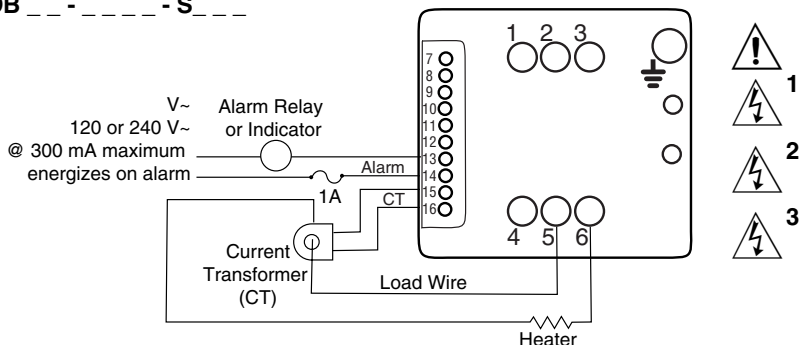 B _ _ - _ _ _ _ - S_ _ _
1 2 3
7
8
9
10
11
12
13
14
15
16
V~
120 or 240 V~
@ 300 mA maximum
energizes on alarm
Alarm Relay
or Indicator
1A
Alarm
CT
4 5 6
Current
Transformer
(CT)
Load Wire
Heater
1
2
3